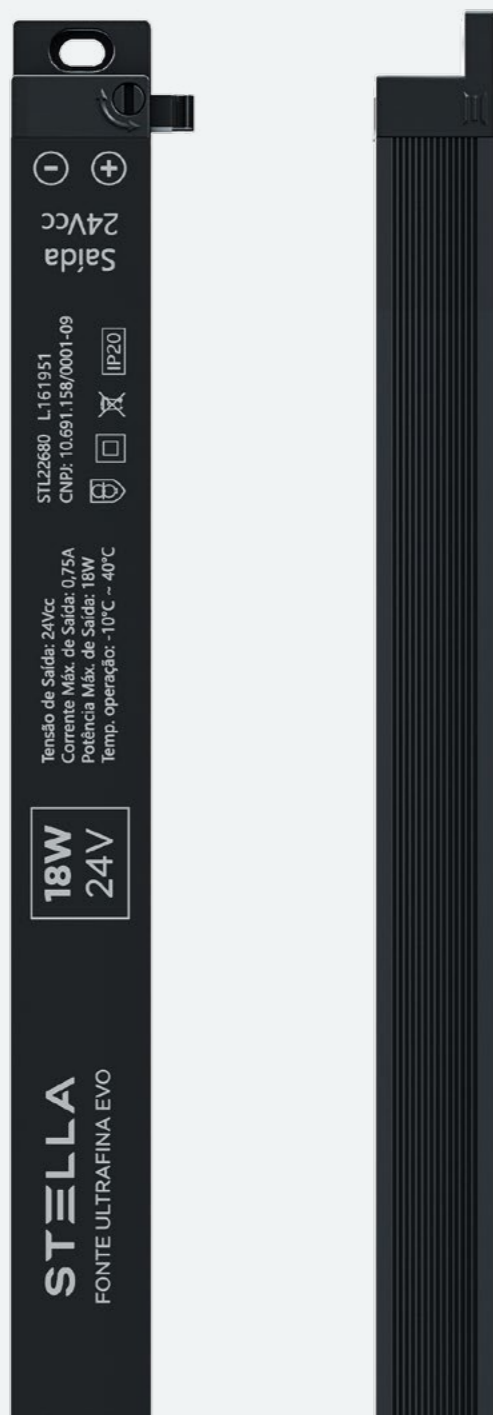 Saída
24Vcc
- +
STL22680 L161951
CNPJ: 10.691.158/0001-09
IP20
Tensão de Saída: 24Vcc
Corrente Máx. de Saída: 0,75A
Potência Máx. de Saída: 18W
Temp. operação: -10°C ~ 40°C
18W
24V
STELLA
FONTE ULTRAFINA EVO